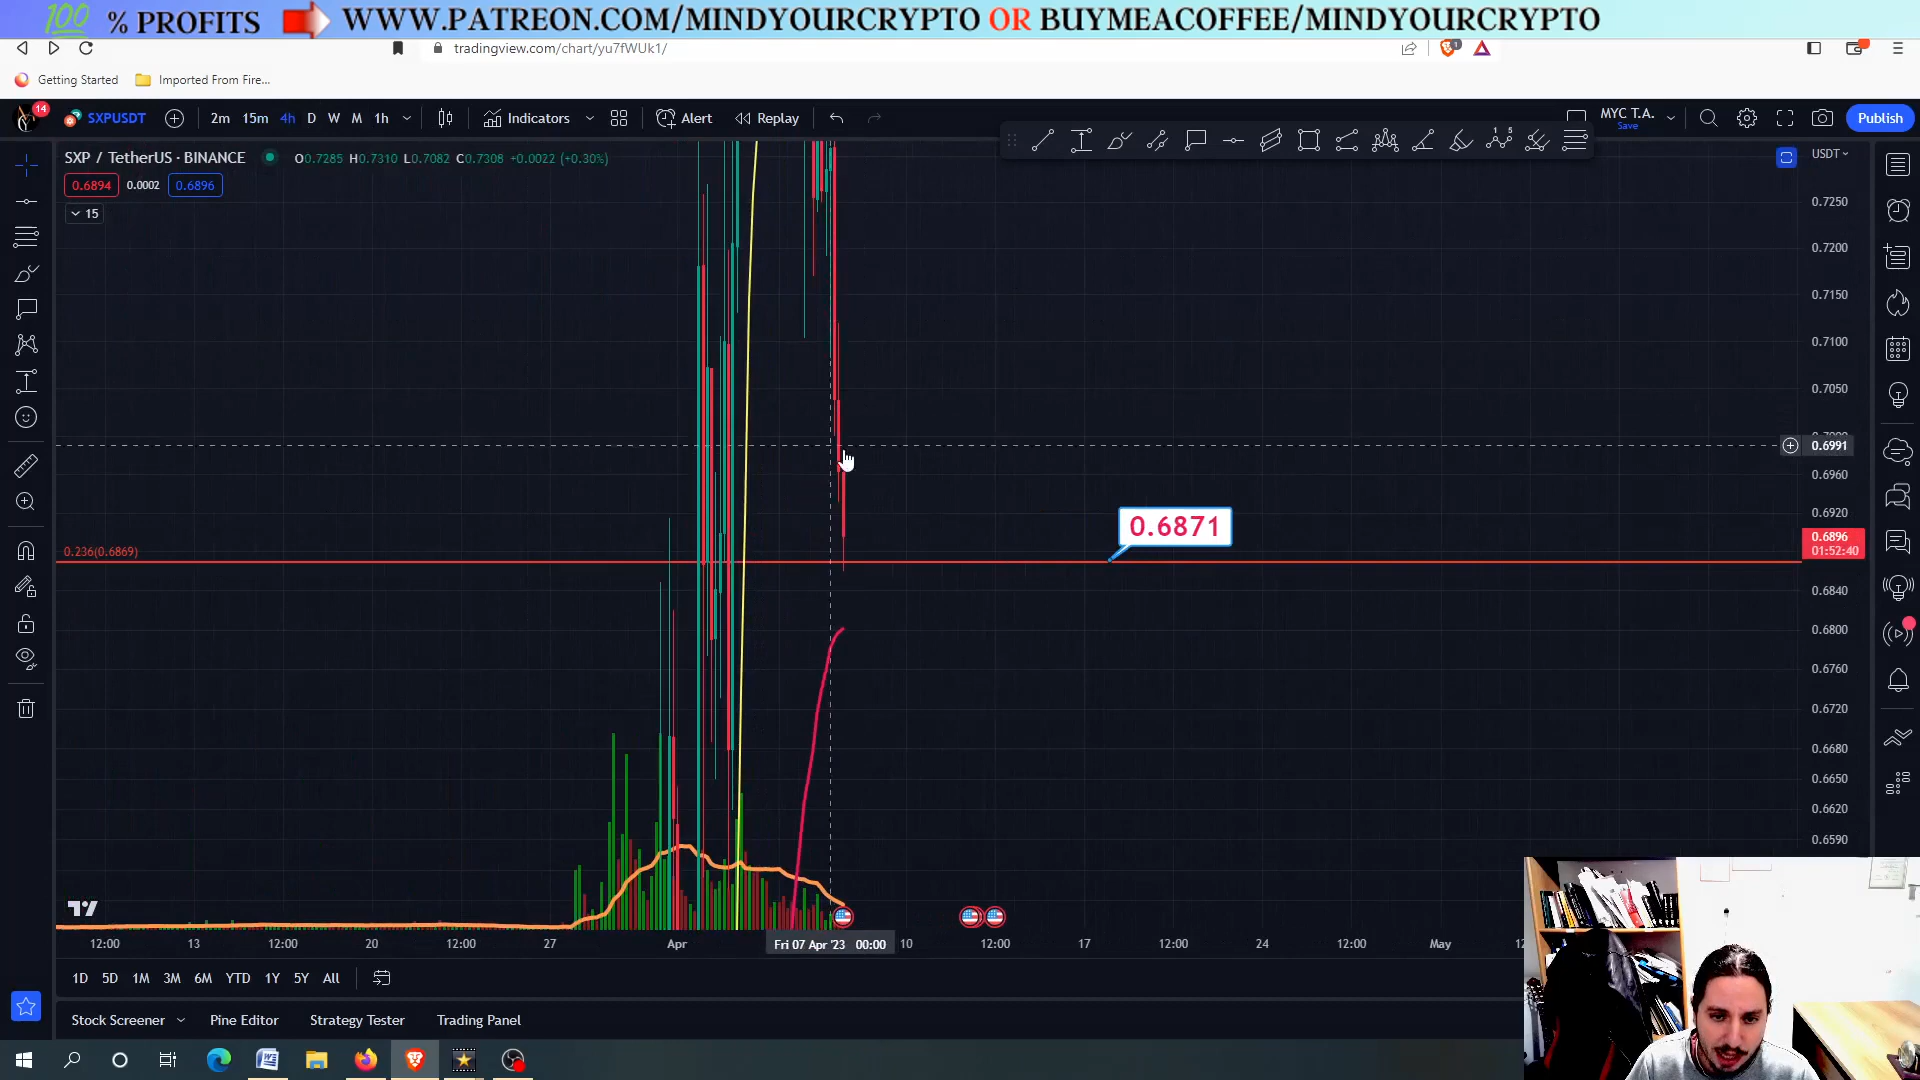 💯 % PROFITS ➡ WWW.PATREON.COM/MINDYOURCRYPTO OR BUYMEACOFFEE/MINDYOURCRYPTO
tradingview.com/chart/yu7fWUk1/
Getting Started Imported From Fire...
14 SXPUSDT 2m 15m 4h D W M 1h Indicators Alert Replay MYC T.A. Save Publish
SXP / TetherUS · BINANCE O0.7285 H0.7310 L0.7082 C0.7308 +0.0022 (+0.30%) USDT
0.6894 0.0002 0.6896
15
0.7250
0.7200
0.7150
0.7100
0.7050
0.6991
0.6960
0.6920
0.6871
0.6896
01:52:40
0.236(0.6869)
0.6840
0.6800
0.6760
0.6720
0.6680
0.6650
0.6620
0.6590
12:00 13 12:00 20 12:00 27 Apr Fri 07 Apr '23 00:00 10 12:00 17 12:00 24 12:00 May
1D 5D 1M 3M 6M YTD 1Y 5Y All
Stock Screener Pine Editor Strategy Tester Trading Panel